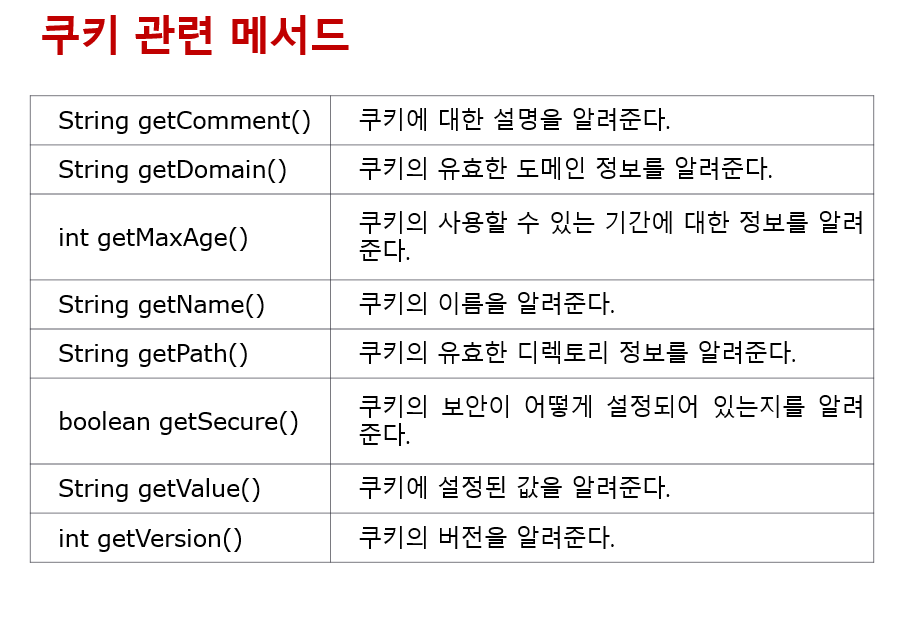 쿠키 관련 메서드
String getComment() 쿠키에 대한 설명을 알려준다.
String getDomain() 쿠키의 유효한 도메인 정보를 알려준다.
int getMaxAge() 쿠키의 사용할 수 있는 기간에 대한 정보를 알려
준다.
String getName() 쿠키의 이름을 알려준다.
String getPath() 쿠키의 유효한 디렉토리 정보를 알려준다.
boolean getSecure() 쿠키의 보안이 어떻게 설정되어 있는지를 알려
준다.
String getValue() 쿠키에 설정된 값을 알려준다.
int getVersion() 쿠키의 버전을 알려준다.